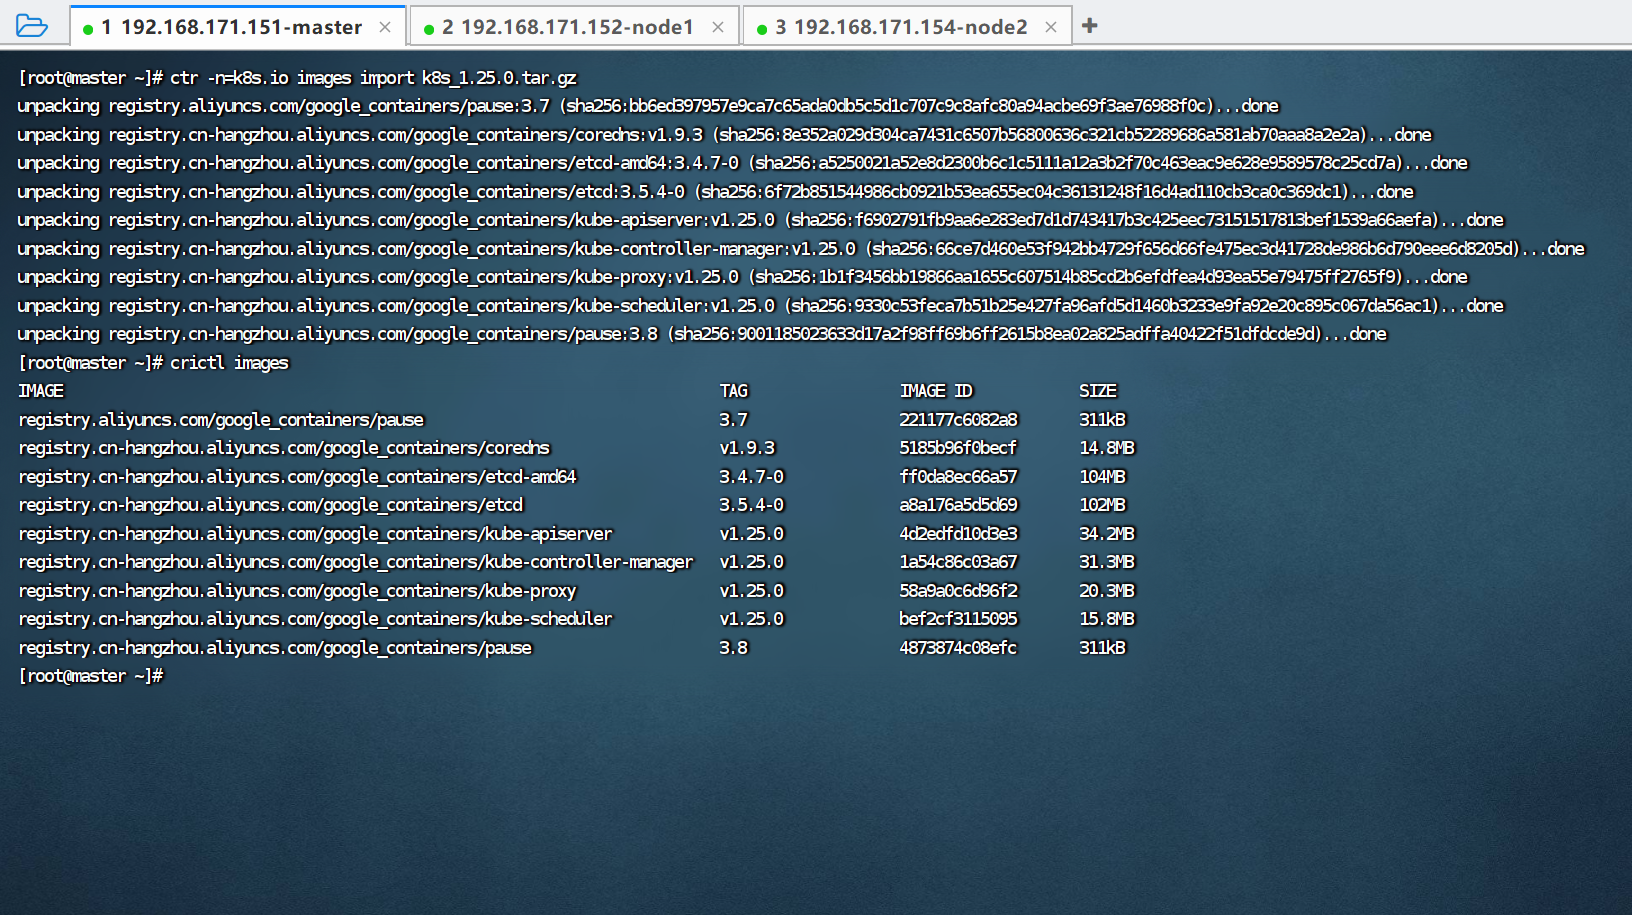 1 192.168.171.151-master × 2 192.168.171.152-node1 × 3 192.168.171.154-node2 × +
[root@master ~]# ctr -n=k8s.io images import k8s_1.25.0.tar.gz
unpacking registry.aliyuncs.com/google_containers/pause:3.7 (sha256:bb6ed397957e9ca7c65ada0db5c5d1c707c9c8afc80a94acbe69f3ae76988f0c)...done
unpacking registry.cn-hangzhou.aliyuncs.com/google_containers/coredns:v1.9.3 (sha256:8e352a029d304ca7431c6507b56800636c321cb52289686a581ab70aaa8a2e2a)...done
unpacking registry.cn-hangzhou.aliyuncs.com/google_containers/etcd-amd64:3.4.7-0 (sha256:a5250021a52e8d2300b6c1c5111a12a3b2f70c463eac9e628e9589578c25cd7a)...done
unpacking registry.cn-hangzhou.aliyuncs.com/google_containers/etcd:3.5.4-0 (sha256:6f72b851544986cb0921b53ea655ec04c36131248f16d4ad110cb3ca0c369dc1)...done
unpacking registry.cn-hangzhou.aliyuncs.com/google_containers/kube-apiserver:v1.25.0 (sha256:f6902791fb9aa6e283ed7d1d743417b3c425eec73151517813bef1539a66aefa)...done
unpacking registry.cn-hangzhou.aliyuncs.com/google_containers/kube-controller-manager:v1.25.0 (sha256:66ce7d460e53f942bb4729f656d66fe475ec3d41728de986b6d790eee6d8205d)...done
unpacking registry.cn-hangzhou.aliyuncs.com/google_containers/kube-proxy:v1.25.0 (sha256:1b1f3456bb19866aa1655c607514b85cd2b6efdfea4d93ea55e79475ff2765f9)...done
unpacking registry.cn-hangzhou.aliyuncs.com/google_containers/kube-scheduler:v1.25.0 (sha256:9330c53feca7b51b25e427fa96afd5d1460b3233e9fa92e20c895c067da56ac1)...done
unpacking registry.cn-hangzhou.aliyuncs.com/google_containers/pause:3.8 (sha256:9001185023633d17a2f98ff69b6ff2615b8ea02a825adffa40422f51dfdcde9d)...done
[root@master ~]# crictl images
IMAGE TAG IMAGE ID SIZE
registry.aliyuncs.com/google_containers/pause 3.7 221177c6082a8 311kB
registry.cn-hangzhou.aliyuncs.com/google_containers/coredns v1.9.3 5185b96f0becf 14.8MB
registry.cn-hangzhou.aliyuncs.com/google_containers/etcd-amd64 3.4.7-0 ff0da8ec66a57 104MB
registry.cn-hangzhou.aliyuncs.com/google_containers/etcd 3.5.4-0 a8a176a5d5d69 102MB
registry.cn-hangzhou.aliyuncs.com/google_containers/kube-apiserver v1.25.0 4d2edfd10d3e3 34.2MB
registry.cn-hangzhou.aliyuncs.com/google_containers/kube-controller-manager v1.25.0 1a54c86c03a67 31.3MB
registry.cn-hangzhou.aliyuncs.com/google_containers/kube-proxy v1.25.0 58a9a0c6d96f2 20.3MB
registry.cn-hangzhou.aliyuncs.com/google_containers/kube-scheduler v1.25.0 bef2cf3115095 15.8MB
registry.cn-hangzhou.aliyuncs.com/google_containers/pause 3.8 4873874c08efc 311kB
[root@master ~]#